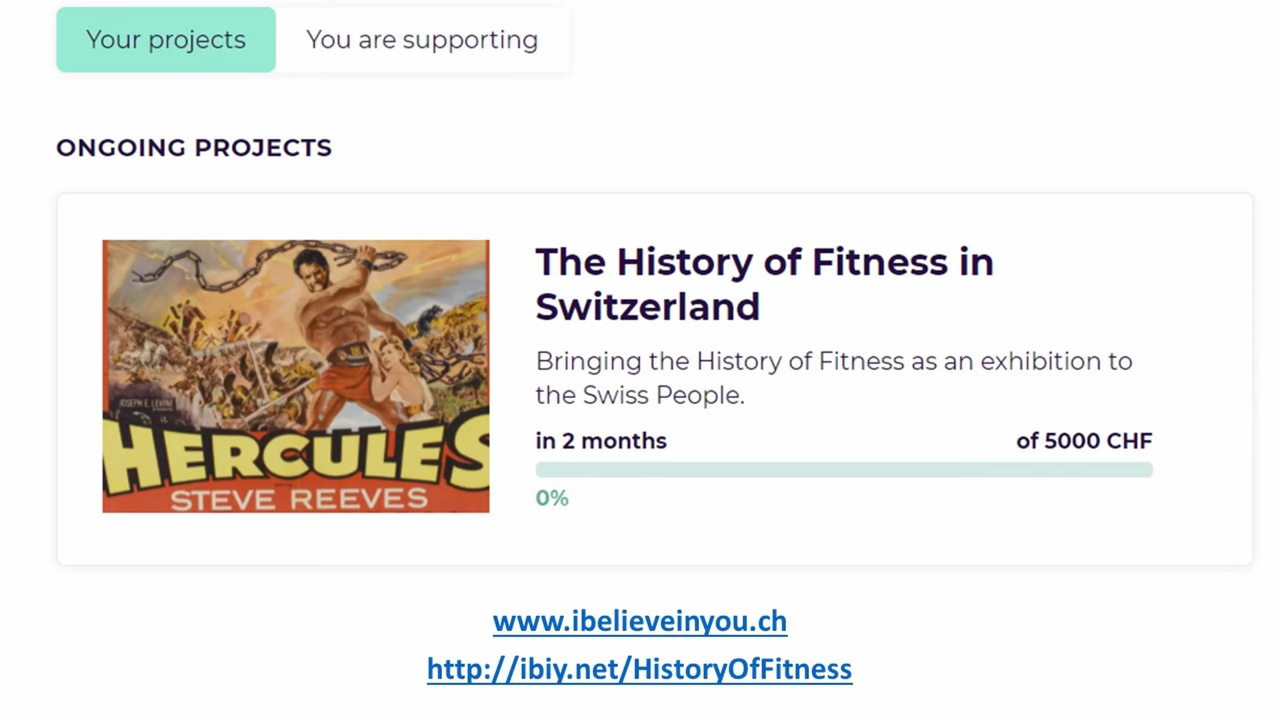 Your projects You are supporting
ONGOING PROJECTS
The History of Fitness in
Switzerland
Bringing the History of Fitness as an exhibition to
the Swiss People.
in 2 months of 5000 CHF
0%
JOSEPH E. LEVINE
HERCULES
STEVE REEVES
www.ibelieveinyou.ch
http://ibiy.net/HistoryOfFitness